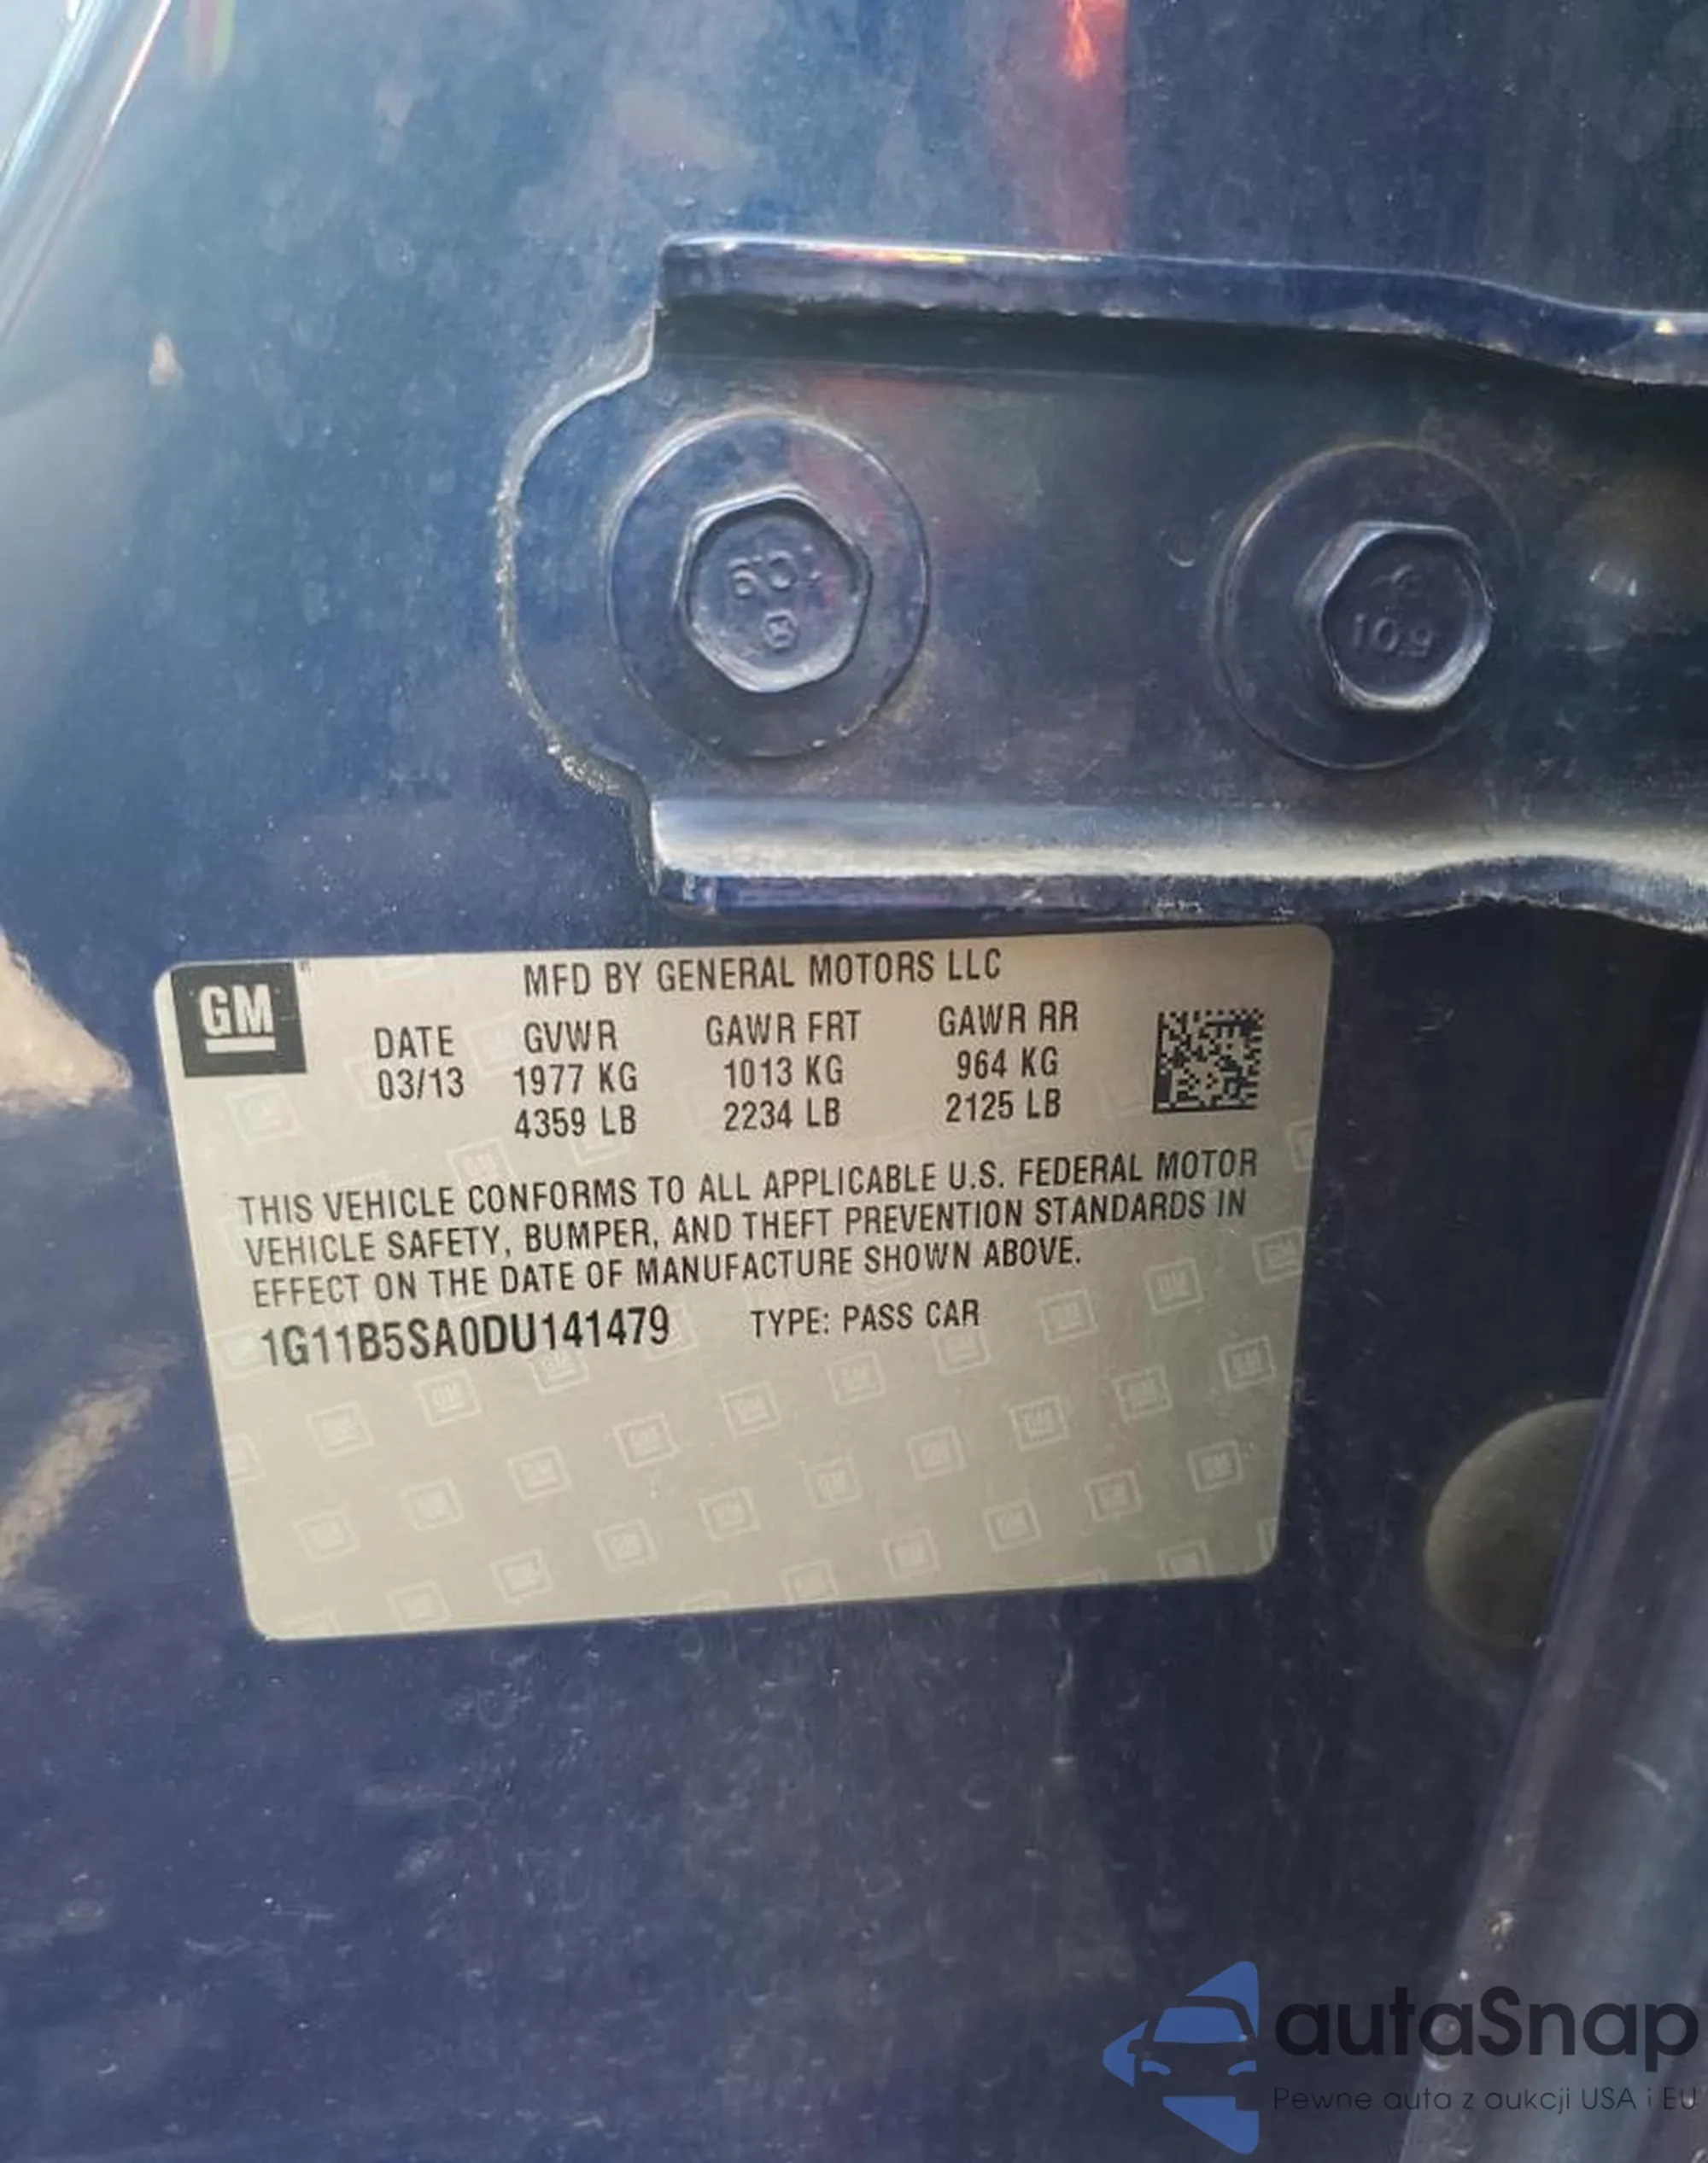 10.9
10.9
GM
MFD BY GENERAL MOTORS LLC
DATE GVWR GAWR FRT GAWR RR
03/13 1977 KG 1013 KG 964 KG
4359 LB 2234 LB 2125 LB
THIS VEHICLE CONFORMS TO ALL APPLICABLE U.S. FEDERAL MOTOR
VEHICLE SAFETY, BUMPER, AND THEFT PREVENTION STANDARDS IN
EFFECT ON THE DATE OF MANUFACTURE SHOWN ABOVE.
1G11B5SA0DU141479 TYPE: PASS CAR
autaSnap
Pewne auta z aukcji USA i EU